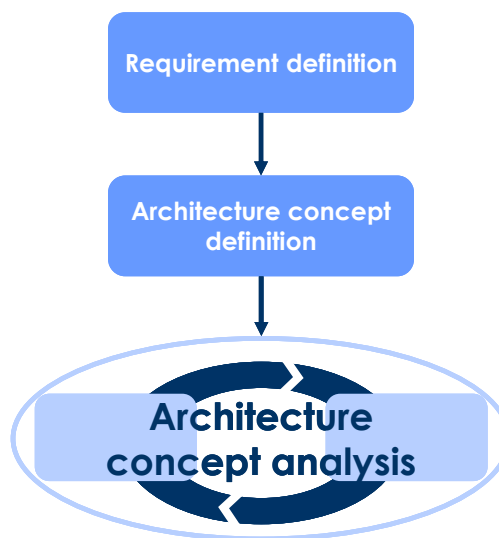 Requirement definition
Architecture concept
definition
Architecture
concept analysis